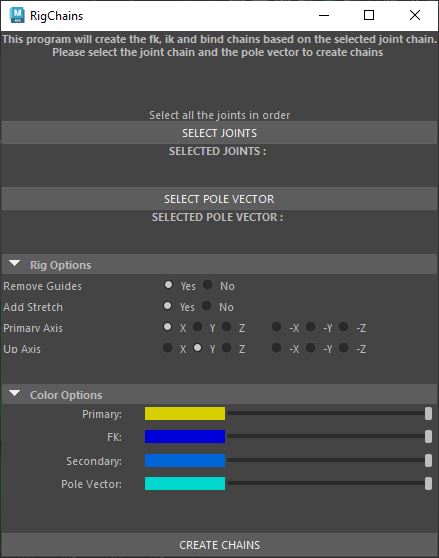 RigChains
This program will create the fk, ik and bind chains based on the selected joint chain.
Please select the joint chain and the pole vector to create chains
Select all the joints in order
SELECT JOINTS
SELECTED JOINTS :
SELECT POLE VECTOR
SELECTED POLE VECTOR :
Rig Options
Remove Guides Yes No
Add Stretch Yes No
Primary Axis X Y Z -X -Y -Z
Up Axis X Y Z -X -Y -Z
Color Options
Primary:
FK:
Secondary:
Pole Vector:
CREATE CHAINS